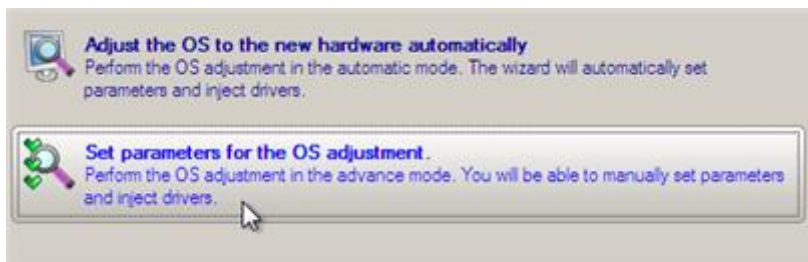 Adjust the OS to the new hardware automatically
Perform the OS adjustment in the automatic mode. The wizard will automatically set
parameters and inject drivers.
Set parameters for the OS adjustment.
Perform the OS adjustment in the advance mode. You will be able to manually set parameters
and inject drivers.